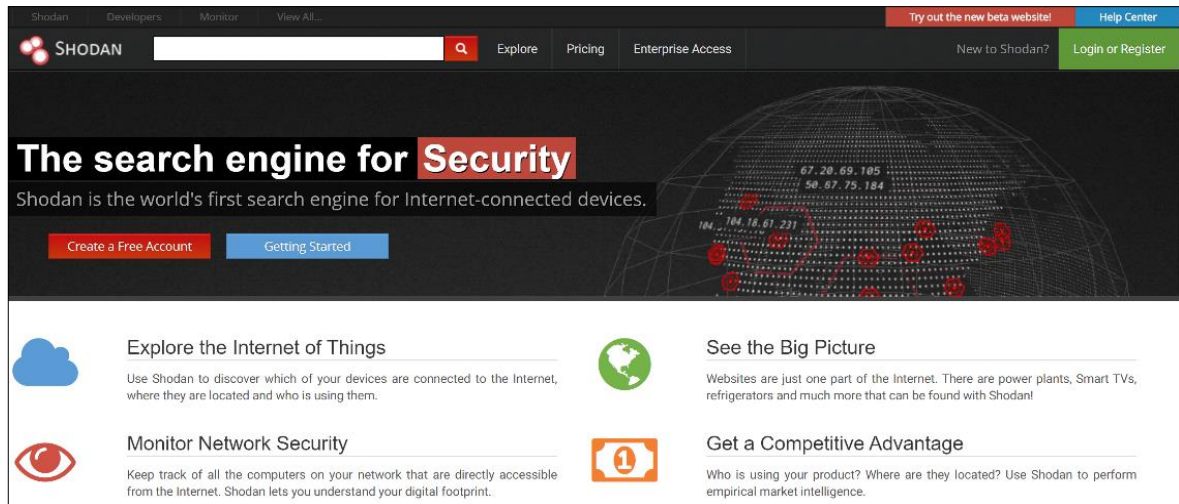 Shodan Developers Monitor View All...
Try out the new beta website! Help Center
SHODAN Explore Pricing Enterprise Access New to Shodan? Login or Register
The search engine for Security
Shodan is the world's first search engine for Internet-connected devices.
Create a Free Account Getting Started
67.20.69.105
50.67.75.184
104.18.61.231
Explore the Internet of Things
Use Shodan to discover which of your devices are connected to the Internet,
where they are located and who is using them.
See the Big Picture
Websites are just one part of the Internet. There are power plants, Smart TVs,
refrigerators and much more that can be found with Shodan!
Monitor Network Security
Keep track of all the computers on your network that are directly accessible
from the Internet. Shodan lets you understand your digital footprint.
1
Get a Competitive Advantage
Who is using your product? Where are they located? Use Shodan to perform
empirical market intelligence.